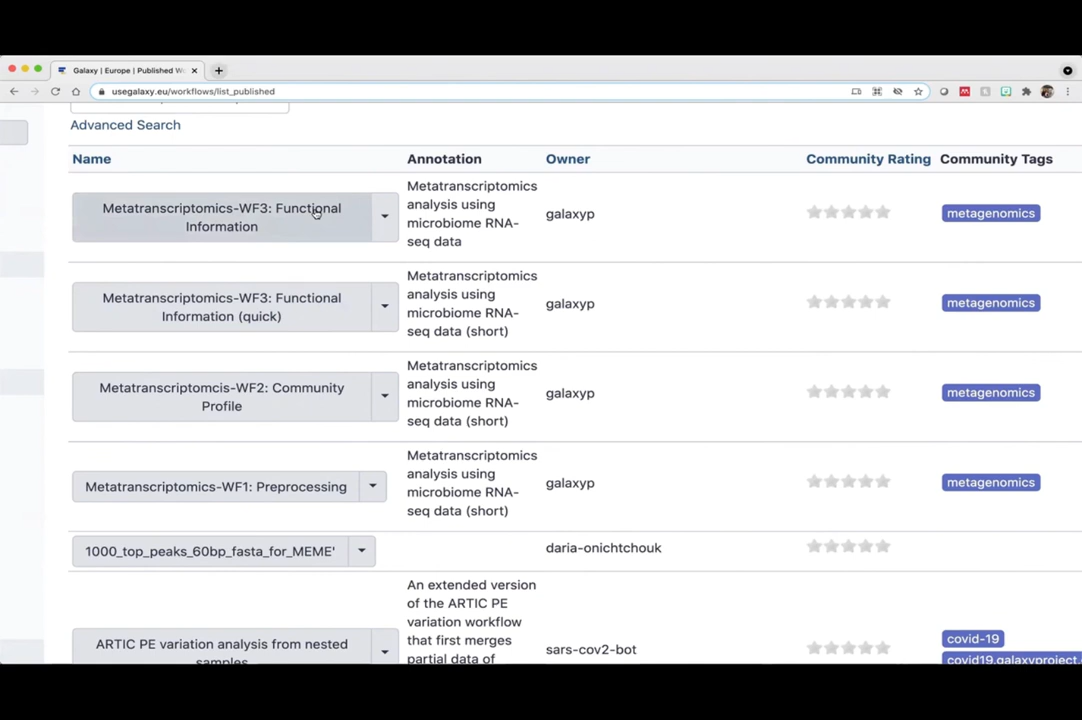 Galaxy | Europe | Published Wo
usegalaxy.eu/workflows/list_published
Advanced Search
Name Annotation Owner Community Rating Community Tags
Metatranscriptomics-WF3: Functional
Information
Metatranscriptomics
analysis using
microbiome RNA-
seq data
galaxyp
metagenomics
Metatranscriptomics-WF3: Functional
Information (quick)
Metatranscriptomics
analysis using
microbiome RNA-
seq data (short)
galaxyp
metagenomics
Metatranscriptomcis-WF2: Community
Profile
Metatranscriptomics
analysis using
microbiome RNA-
seq data (short)
galaxyp
metagenomics
Metatranscriptomics-WF1: Preprocessing
Metatranscriptomics
analysis using
microbiome RNA-
seq data (short)
galaxyp
metagenomics
1000_top_peaks_60bp_fasta_for_MEME'
daria-onichtchouk
ARTIC PE variation analysis from nested
samples
An extended version
of the ARTIC PE
variation workflow
that first merges
partial data of
sars-cov2-bot
covid-19
covid19.galaxyproject.